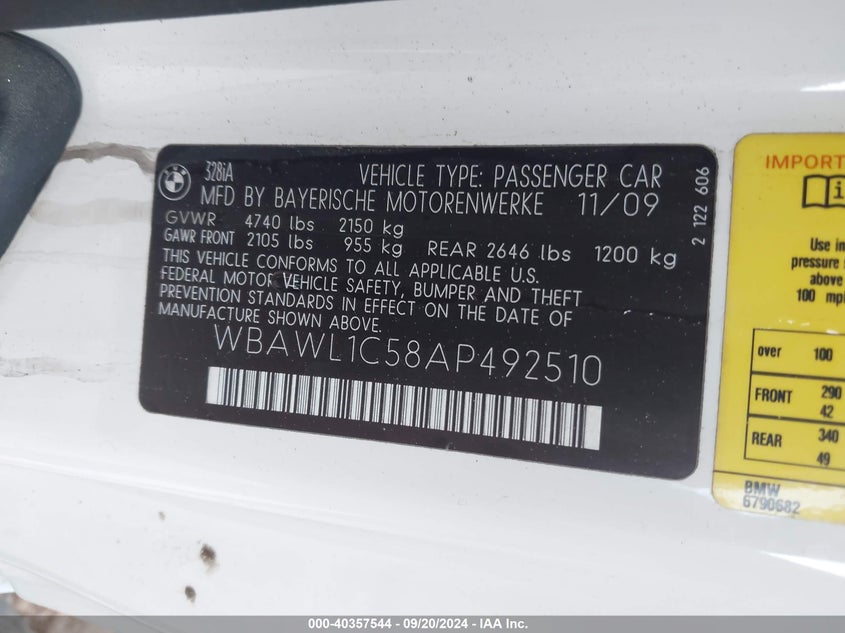 328iA
VEHICLE TYPE: PASSENGER CAR
MFD BY BAYERISCHE MOTORENWERKE 11/09
GVWR 4740 lbs 2150 kg
GAWR FRONT 2105 lbs 955 kg REAR 2646 lbs 1200 kg
THIS VEHICLE CONFORMS TO ALL APPLICABLE U.S.
FEDERAL MOTOR VEHICLE SAFETY, BUMPER AND THEFT
PREVENTION STANDARDS IN EFFECT ON THE DATE OF
MANUFACTURE SHOWN ABOVE.
WBAWL1C58AP492510
2 122 606
IMPORT
Use in
pressure
above
100 mp
over 100
FRONT 290
42
REAR 340
49
BMW
6790682
000-40357544 - 09/20/2024 - IAA Inc.